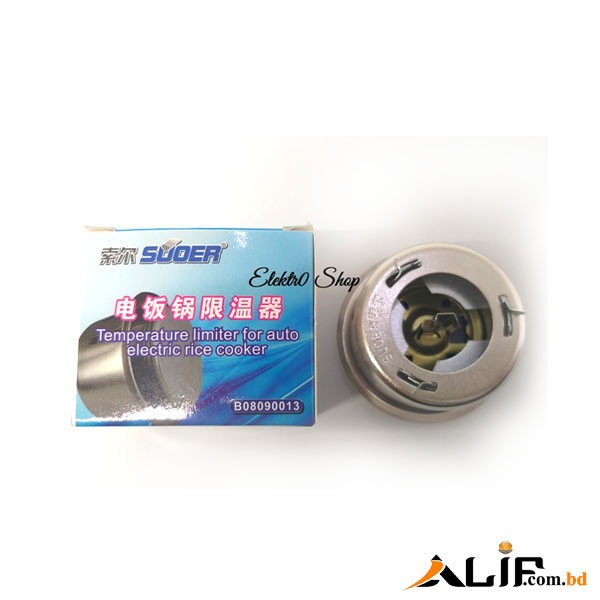 索尔 SUOER®
Elektr0 Shop
电饭锅限温器
Temperature limiter for auto
electric rice cooker
B08090013
ALIF.com.bd